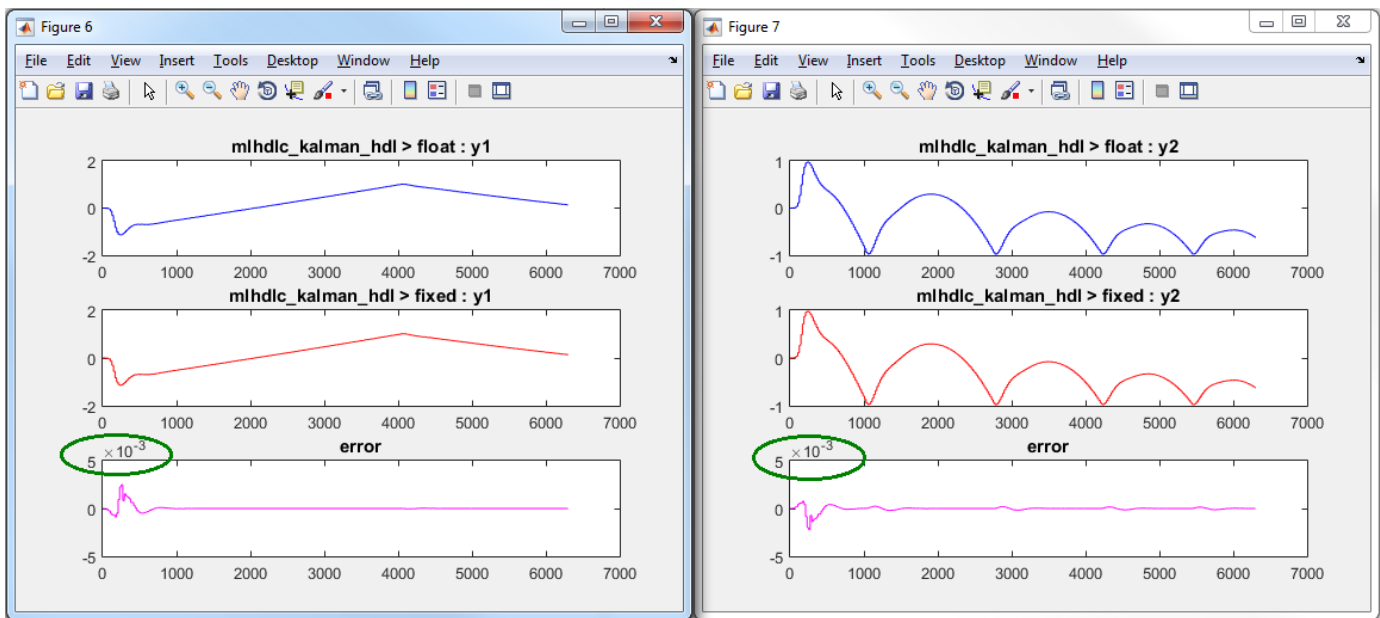 Figure 6
File Edit View Insert Tools Desktop Window Help
mlhdlc_kalman_hdl > float : y1
2
0
-2
0 1000 2000 3000 4000 5000 6000 7000
mlhdlc_kalman_hdl > fixed : y1
2
0
-2
0 1000 2000 3000 4000 5000 6000 7000
error
×10⁻³
5
0
-5
0 1000 2000 3000 4000 5000 6000 7000
Figure 7
File Edit View Insert Tools Desktop Window Help
mlhdlc_kalman_hdl > float : y2
1
0
-1
0 1000 2000 3000 4000 5000 6000 7000
mlhdlc_kalman_hdl > fixed : y2
1
0
-1
0 1000 2000 3000 4000 5000 6000 7000
error
×10⁻³
5
0
-5
0 1000 2000 3000 4000 5000 6000 7000